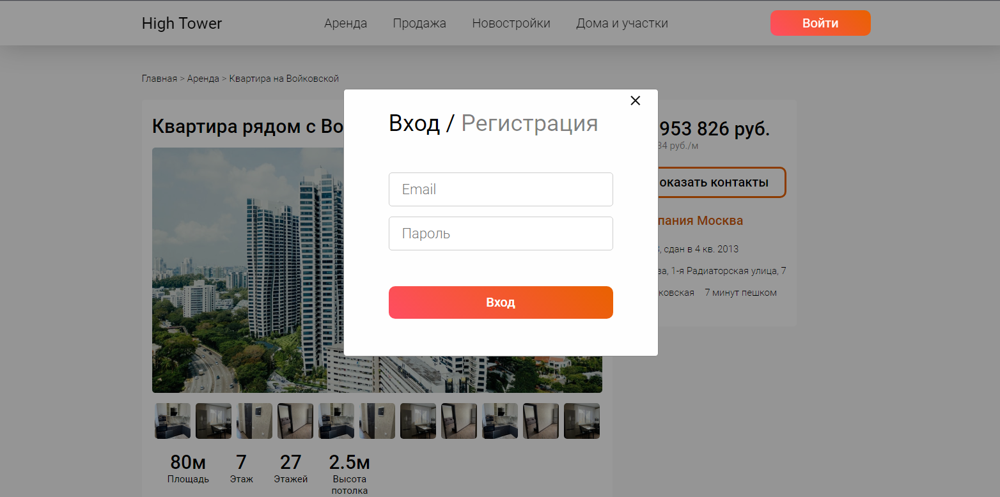 High Tower
Аренда
Продажа
Новостройки
Дома и участки
Войти
Главная > Аренда > Квартира на Войковской
Квартира рядом с Во
Вход / Регистрация
Email
Пароль
Вход
953 826 руб.
34 руб./м
оказать контакты
пания Москва
, сдан в 4 кв. 2013
ва, 1-я Радиаторская улица, 7
ковская 7 минут пешком
80м
Площадь
7
Этаж
27
Этажей
2.5м
Высота
потолка